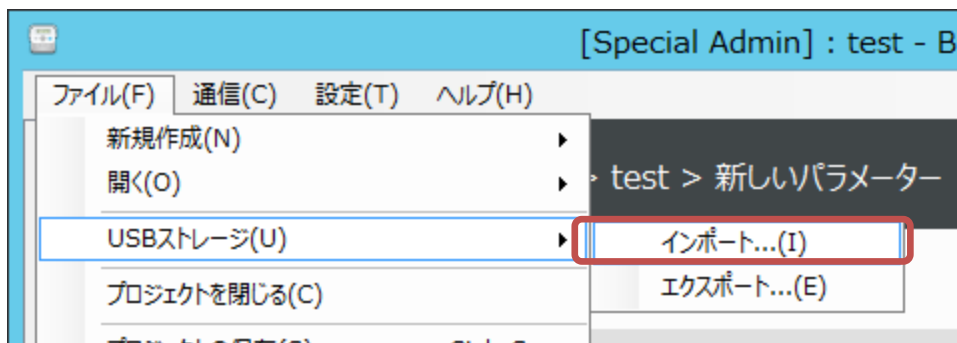 [Special Admin] : test - B
ファイル(F) 通信(C) 設定(T) ヘルプ(H)
新規作成(N)
開く(O)
test > 新しいパラメーター
USBストレージ(U)
インポート...(I)
エクスポート...(E)
プロジェクトを閉じる(C)